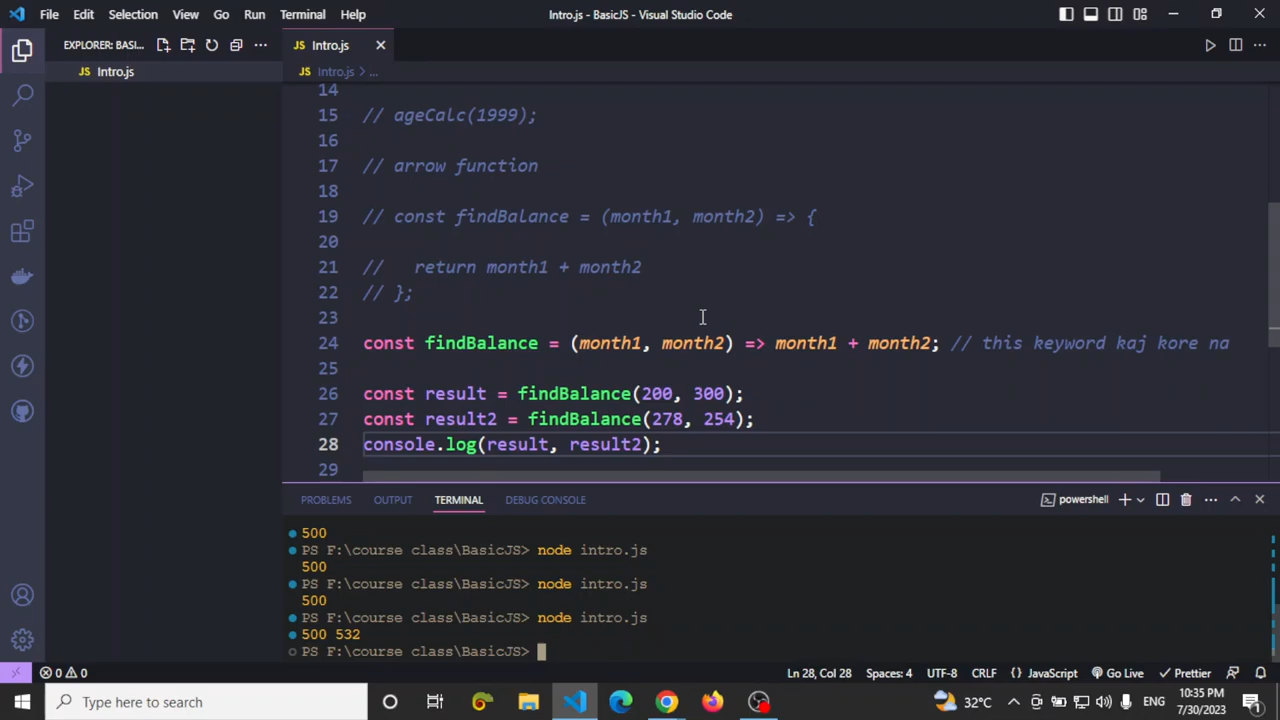 File Edit Selection View Go Run Terminal Help
Intro.js - BasicJS - Visual Studio Code
EXPLORER: BASI...
JS Intro.js
JS Intro.js
JS Intro.js > ...
14
15 // ageCalc(1999);
16
17 // arrow function
18
19 // const findBalance = (month1, month2) => {
20
21 //   return month1 + month2
22 // };
23
24 const findBalance = (month1, month2) => month1 + month2; // this keyword kaj kore na
25
26 const result = findBalance(200, 300);
27 const result2 = findBalance(278, 254);
28 console.log(result, result2);
29
PROBLEMS OUTPUT TERMINAL DEBUG CONSOLE
powershell
500
PS F:\course class\BasicJS> node intro.js
500
PS F:\course class\BasicJS> node intro.js
500
PS F:\course class\BasicJS> node intro.js
500 532
PS F:\course class\BasicJS>
0 0
Ln 28, Col 28 Spaces: 4 UTF-8 CRLF {} JavaScript Go Live Prettier
Type here to search
32°C
ENG
10:35 PM
7/30/2023
1